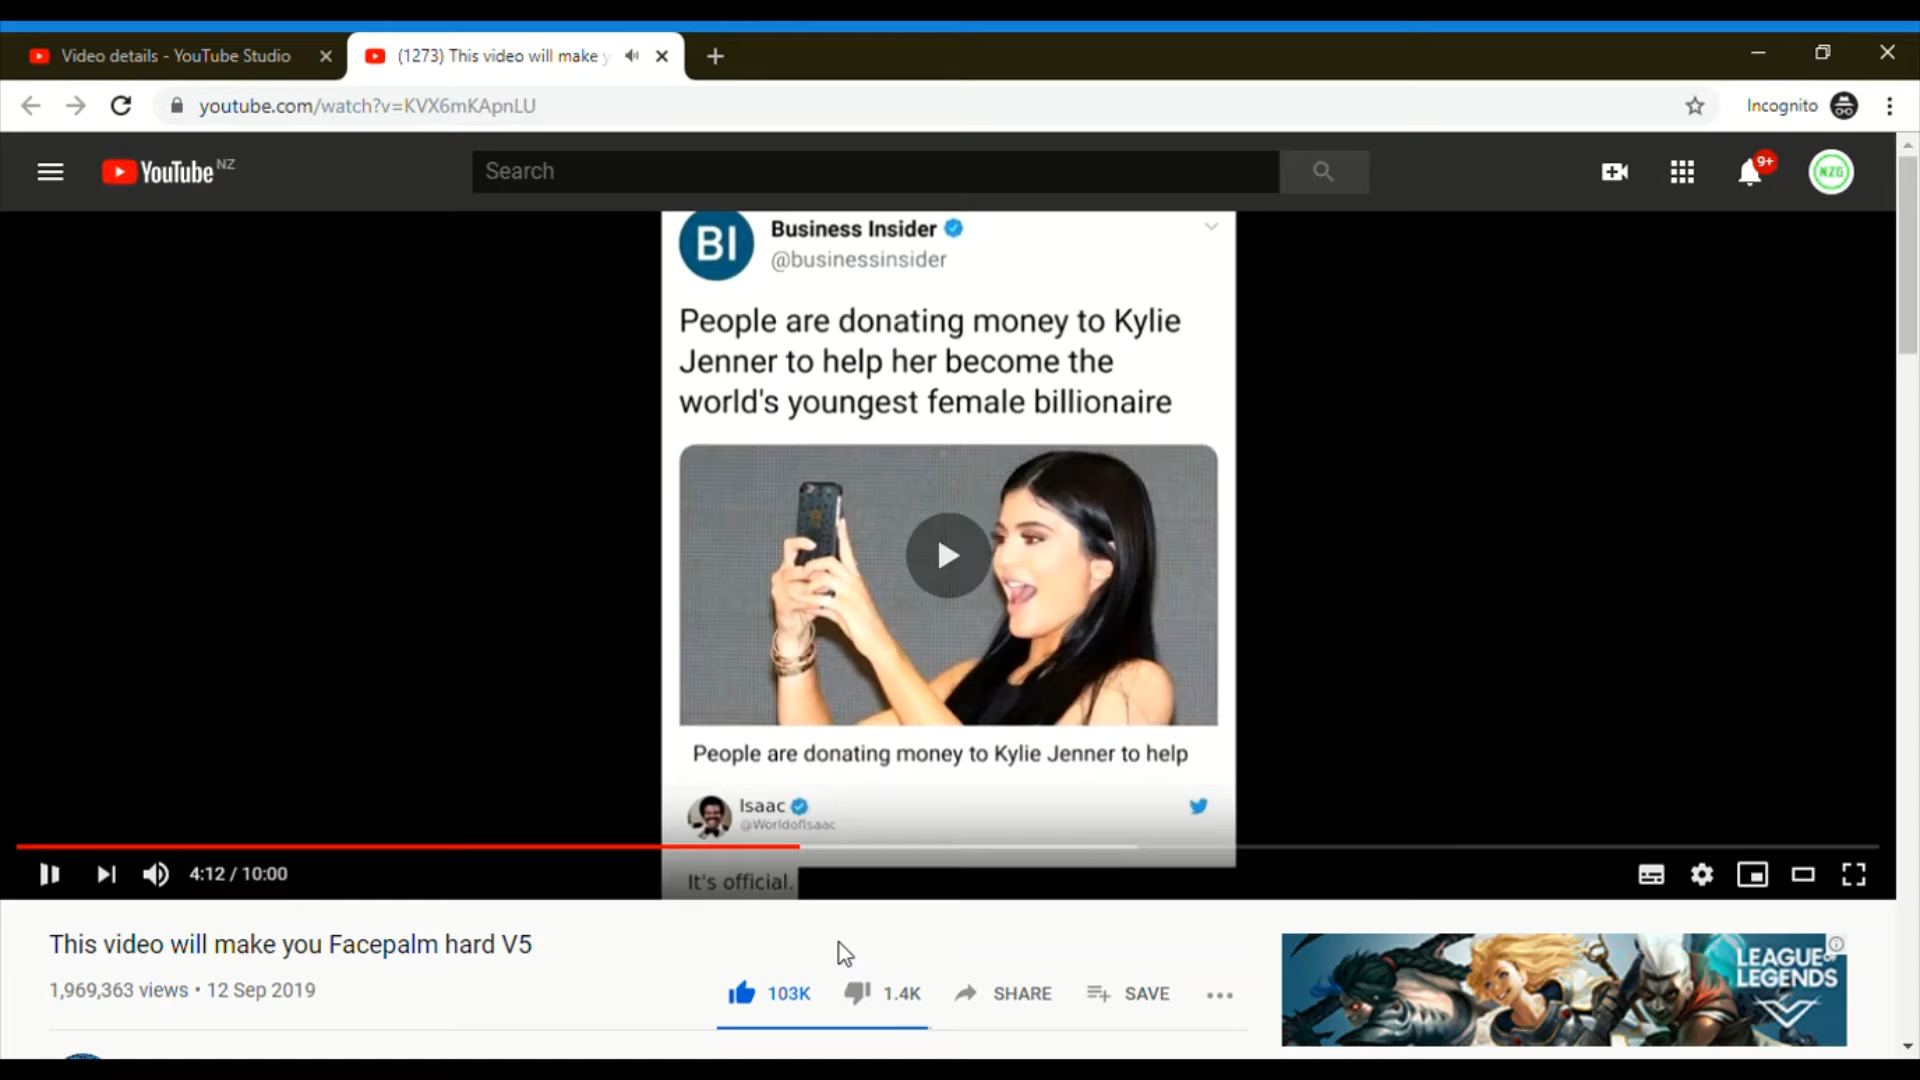 Video details - YouTube Studio
(1273) This video will make y
youtube.com/watch?v=KVX6mKApnLU
Incognito
YouTube NZ
Search
9+
NZG
BI
Business Insider
@businessinsider
People are donating money to Kylie
Jenner to help her become the
world's youngest female billionaire
People are donating money to Kylie Jenner to help
Isaac
@WorldofIsaac
4:12 / 10:00
It's official.
This video will make you Facepalm hard V5
1,969,363 views • 12 Sep 2019
103K
1.4K
SHARE
SAVE
LEAGUE OF
LEGENDS